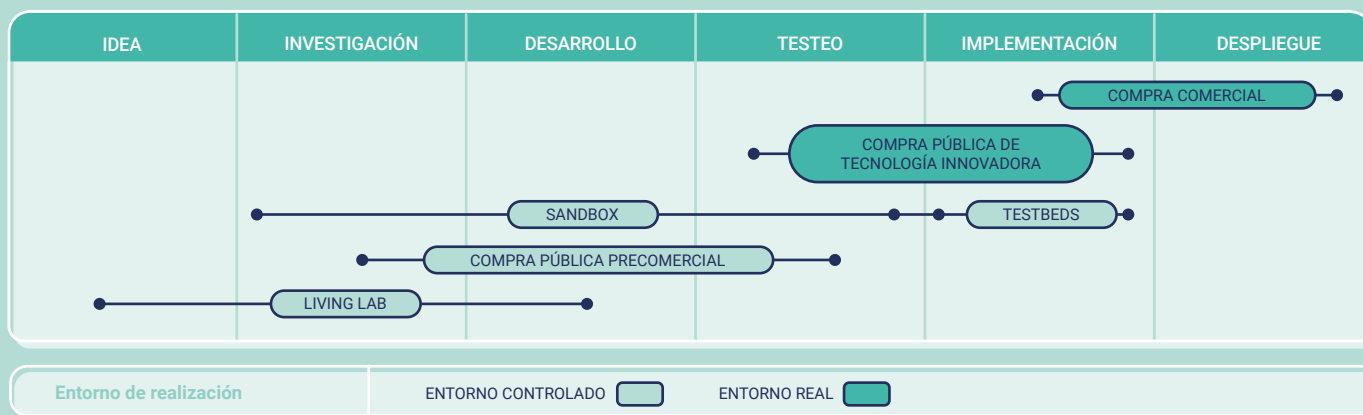 IDEA
INVESTIGACIÓN
DESARROLLO
TESTEO
IMPLEMENTACIÓN
DESPLIEGUE
COMPRA COMERCIAL
COMPRA PÚBLICA DE
TECNOLOGÍA INNOVADORA
SANDBOX
TESTBEDS
COMPRA PÚBLICA PRECOMERCIAL
LIVING LAB
Entorno de realización
ENTORNO CONTROLADO
ENTORNO REAL